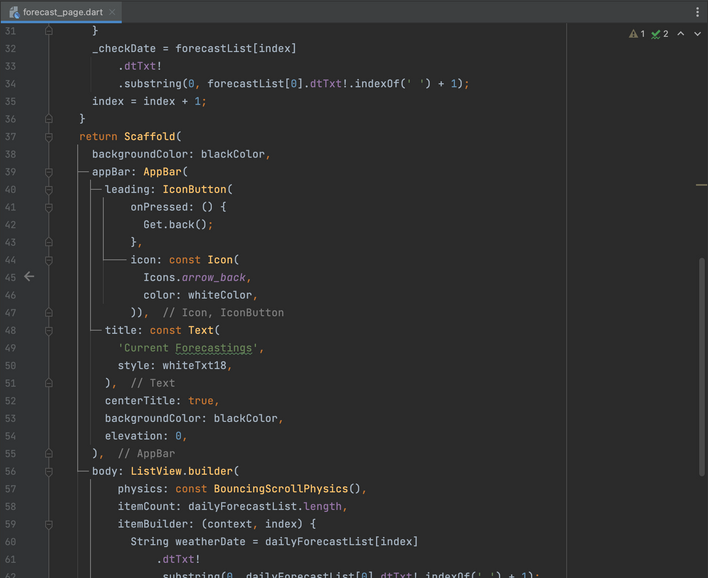 forecast_page.dart
1 2
31 }
32 _checkDate = forecastList[index]
33 .dtTxt!
34 .substring(0, forecastList[0].dtTxt!.indexOf(' ') + 1);
35 index = index + 1;
36 }
37 return Scaffold(
38 backgroundColor: blackColor,
39 appBar: AppBar(
40 leading: IconButton(
41 onPressed: () {
42 Get.back();
43 },
44 icon: const Icon(
45 Icons.arrow_back,
46 color: whiteColor,
47 )), // Icon, IconButton
48 title: const Text(
49 'Current Forecastings',
50 style: whiteTxt18,
51 ), // Text
52 centerTitle: true,
53 backgroundColor: blackColor,
54 elevation: 0,
55 ), // AppBar
56 body: ListView.builder(
57 physics: const BouncingScrollPhysics(),
58 itemCount: dailyForecastList.length,
59 itemBuilder: (context, index) {
60 String weatherDate = dailyForecastList[index]
61 .dtTxt!
62 .substring(0, dailyForecastList[0].dtTxt!.indexOf(' ') + 1);